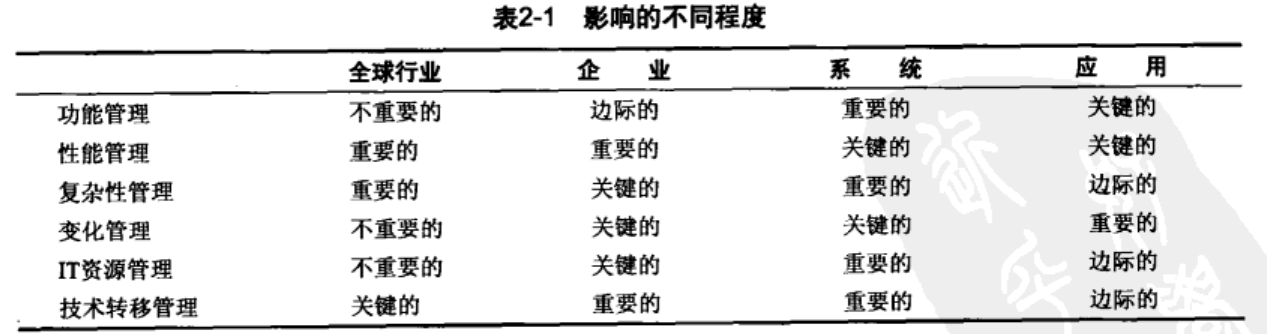 表2-1 影响的不同程度
全球行业 企业 系统 应用
功能管理 不重要的 边际的 重要的 关键的
性能管理 重要的 重要的 关键的 关键的
复杂性管理 重要的 关键的 重要的 边际的
变化管理 不重要的 关键的 关键的 重要的
IT资源管理 不重要的 关键的 重要的 边际的
技术转移管理 关键的 重要的 重要的 边际的